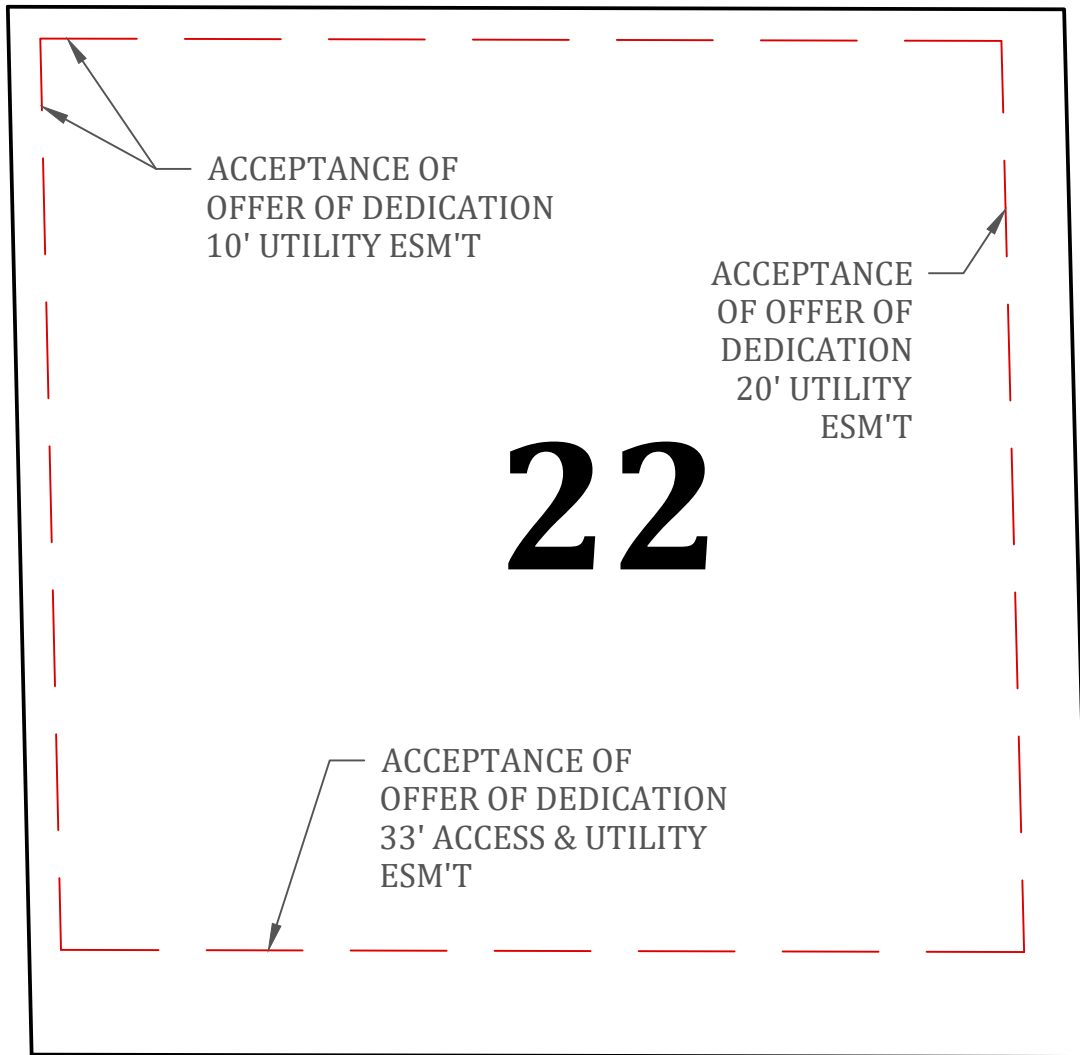 ACCEPTANCE OF
OFFER OF DEDICATION
10' UTILITY ESM'T
ACCEPTANCE
OF OFFER OF
DEDICATION
20' UTILITY
ESM'T
22
ACCEPTANCE OF
OFFER OF DEDICATION
33' ACCESS & UTILITY
ESM'T